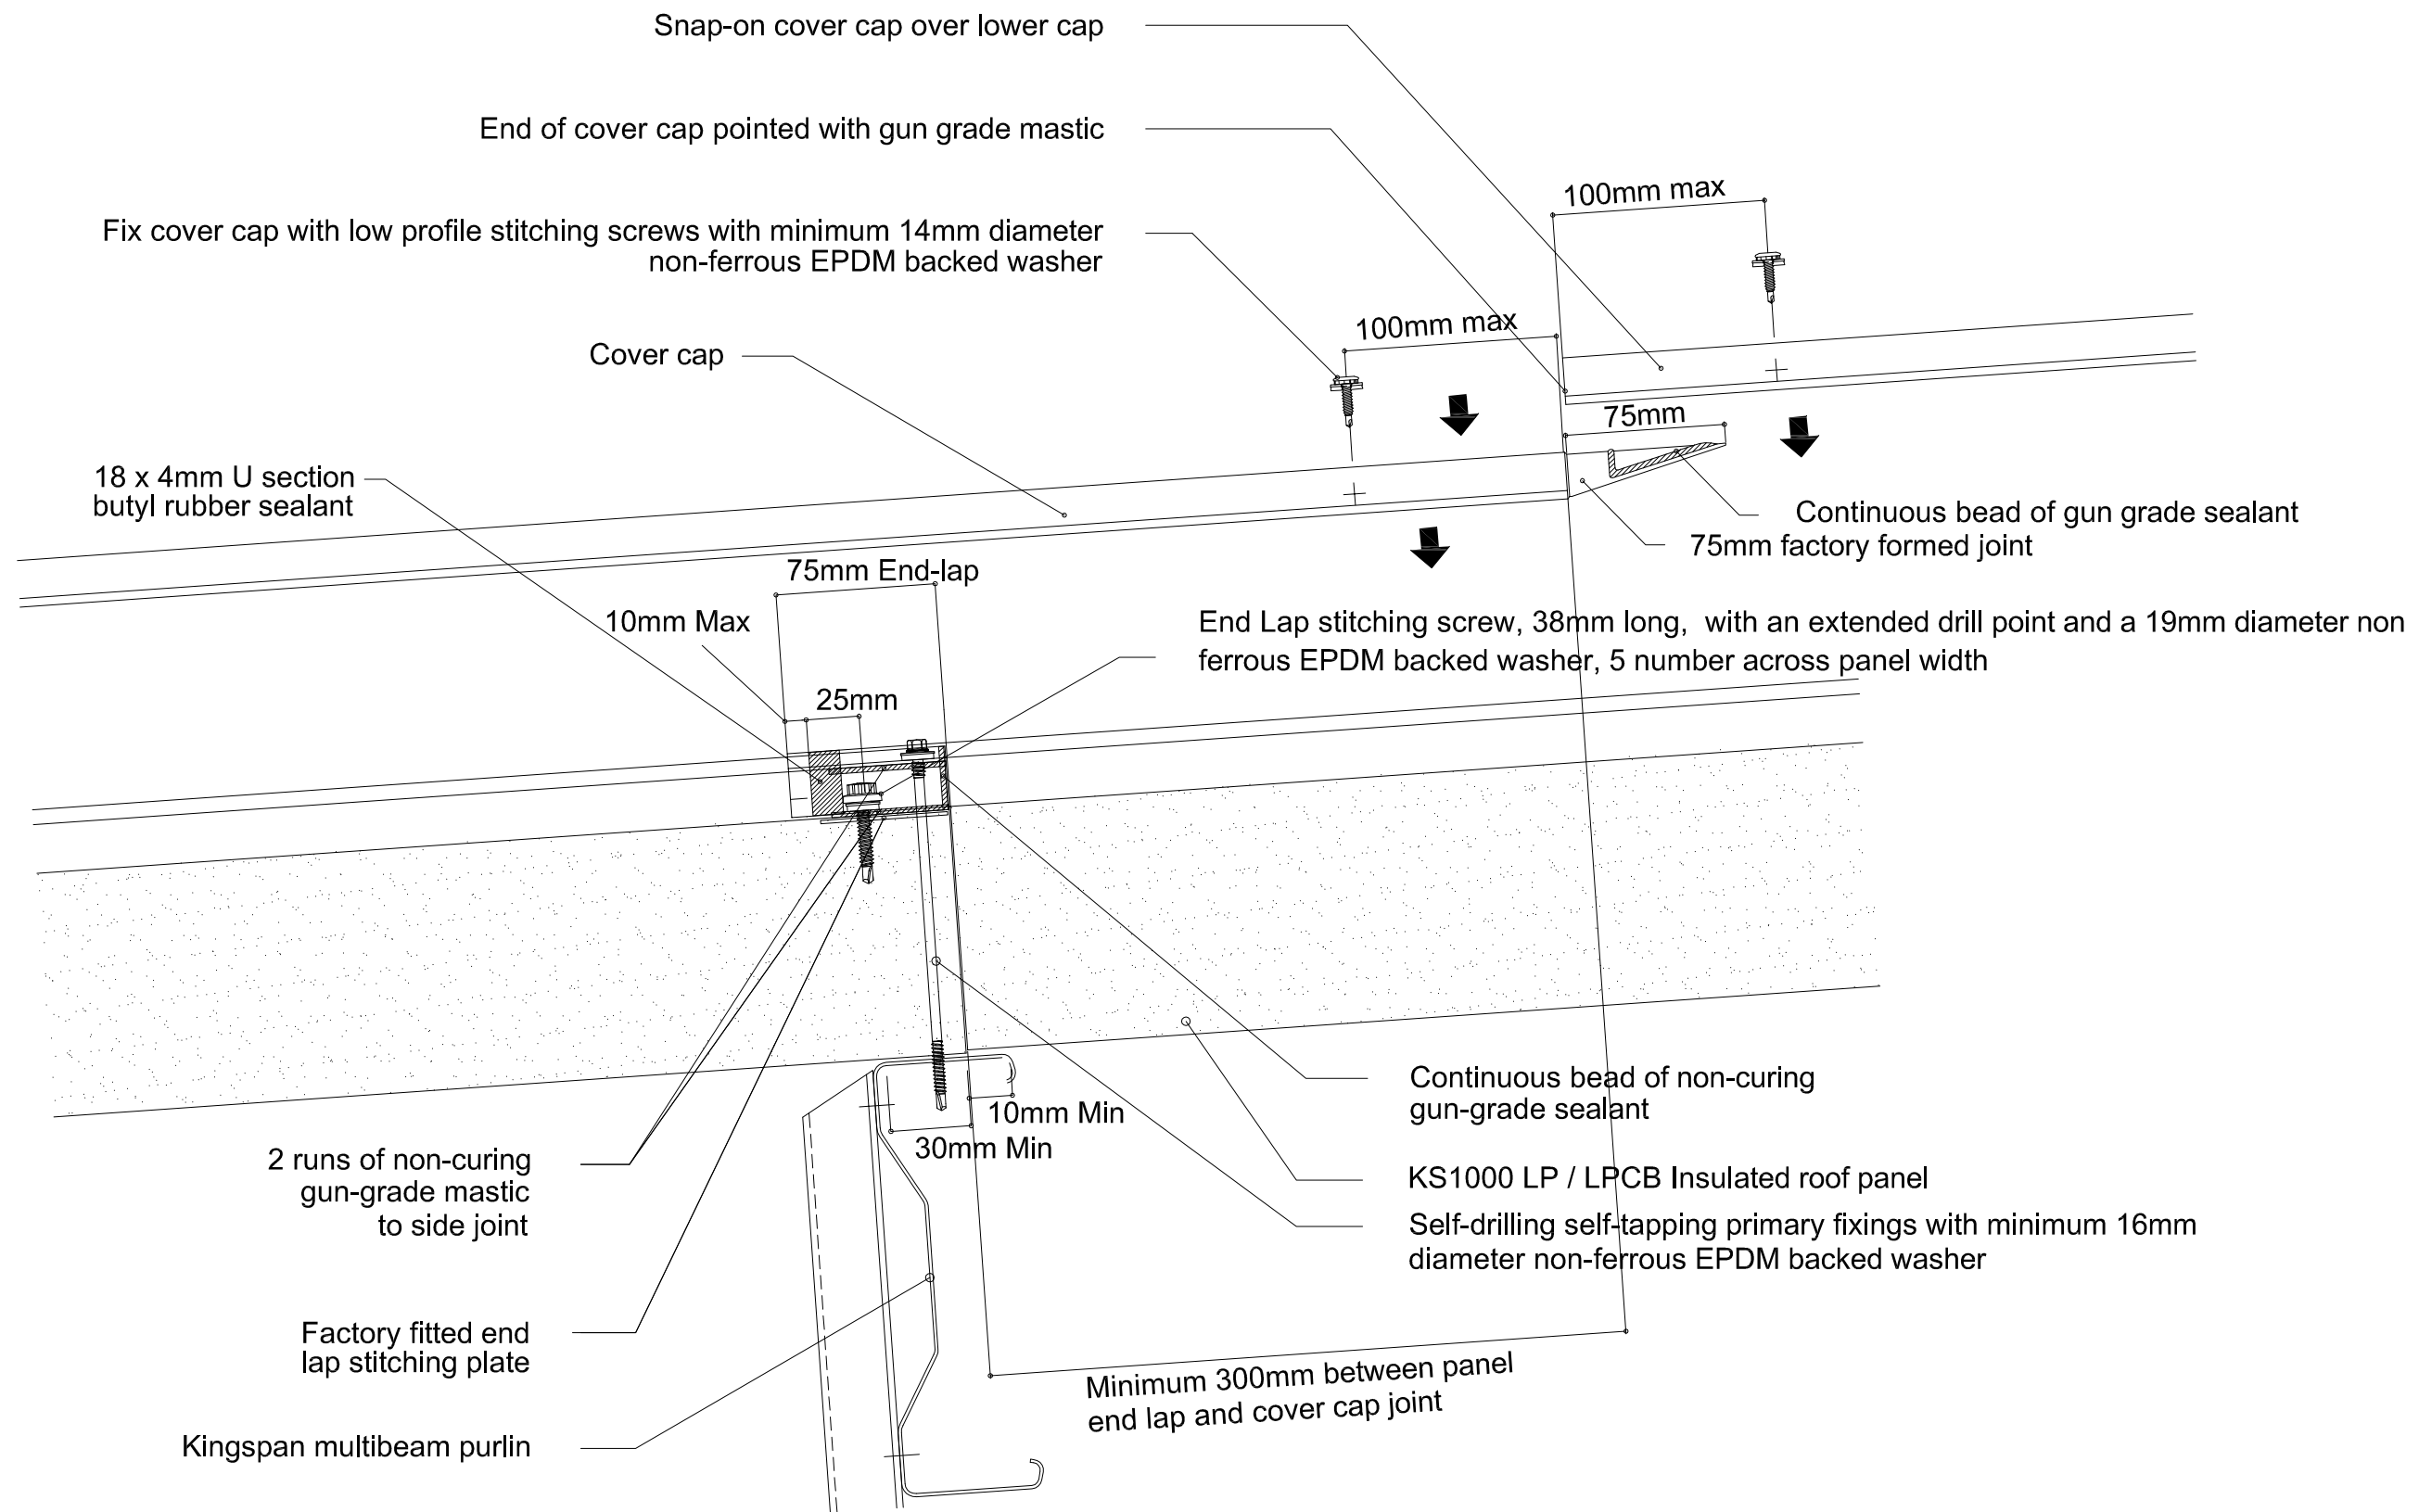 Snap-on cover cap over lower cap
End of cover cap pointed with gun grade mastic
100mm max
Fix cover cap with low profile stitching screws with minimum 14mm diameter
non-ferrous EPDM backed washer
100mm max
Cover cap
75mm
18 x 4mm U section
butyl rubber sealant
Continuous bead of gun grade sealant
75mm factory formed joint
75mm End-lap
10mm Max
End Lap stitching screw, 38mm long, with an extended drill point and a 19mm diameter non
ferrous EPDM backed washer, 5 number across panel width
25mm
Continuous bead of non-curing
gun-grade sealant
10mm Min
30mm Min
2 runs of non-curing
gun-grade mastic
to side joint
KS1000 LP / LPCB Insulated roof panel
Self-drilling self-tapping primary fixings with minimum 16mm
diameter non-ferrous EPDM backed washer
Factory fitted end
lap stitching plate
Minimum 300mm between panel
end lap and cover cap joint
Kingspan multibeam purlin